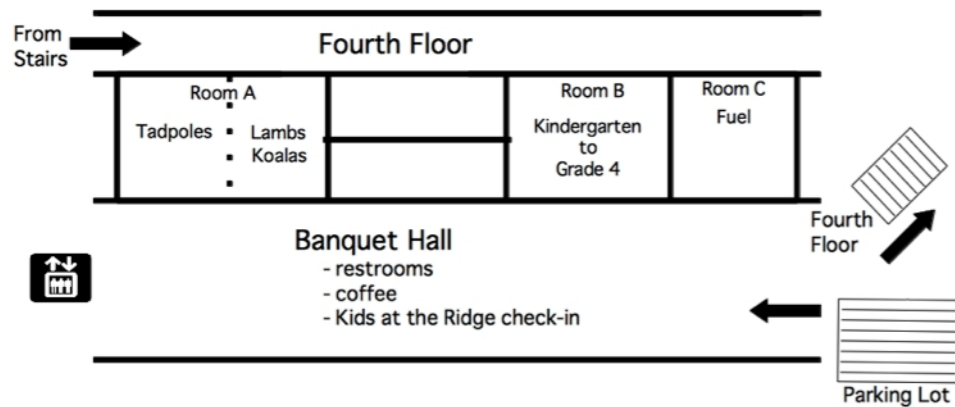 From
Stairs
Fourth Floor
Room A
Tadpoles
Lambs
Koalas
Room B
Kindergarten
to
Grade 4
Room C
Fuel
Fourth
Floor
Banquet Hall
- restrooms
- coffee
- Kids at the Ridge check-in
Parking Lot